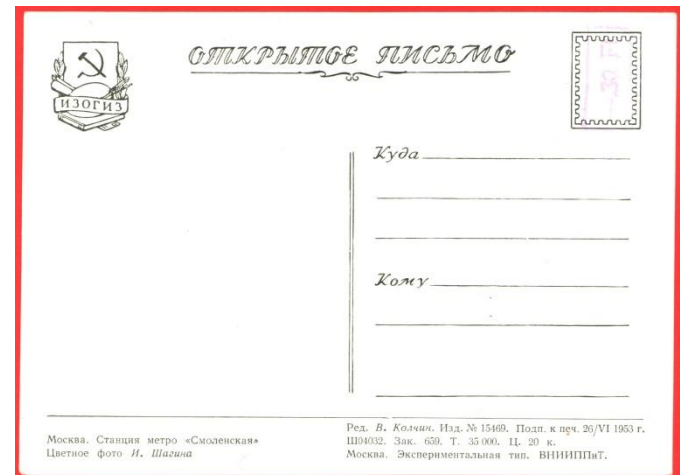 ОТКРЫТОЕ ПИСЬМО
ИЗОГИЗ
Куда
Кому
Москва. Станция метро «Смоленская»
Цветное фото И. Шагина
Ред. В. Колчин. Изд. № 15469. Подп. к печ. 26/VI 1953 г.
Ш04032. Зак. 659. Т. 35 000. Ц. 20 к.
Москва. Экспериментальная тип. ВНИИППиТ.